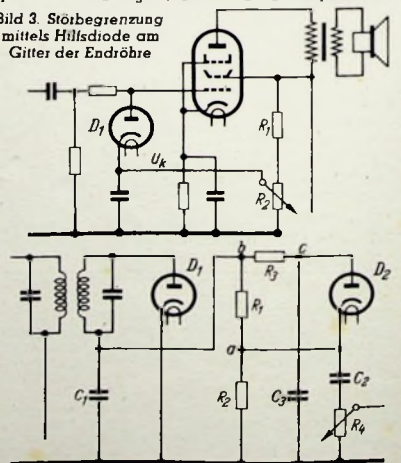 Bild 3. Störbegrenzung
mittels Hilfsdiode am
Gitter der Endröhre
D1
Uk
R1
R2
D1
b
R3
c
D2
R1
a
C1
R2
C3
C2
R4